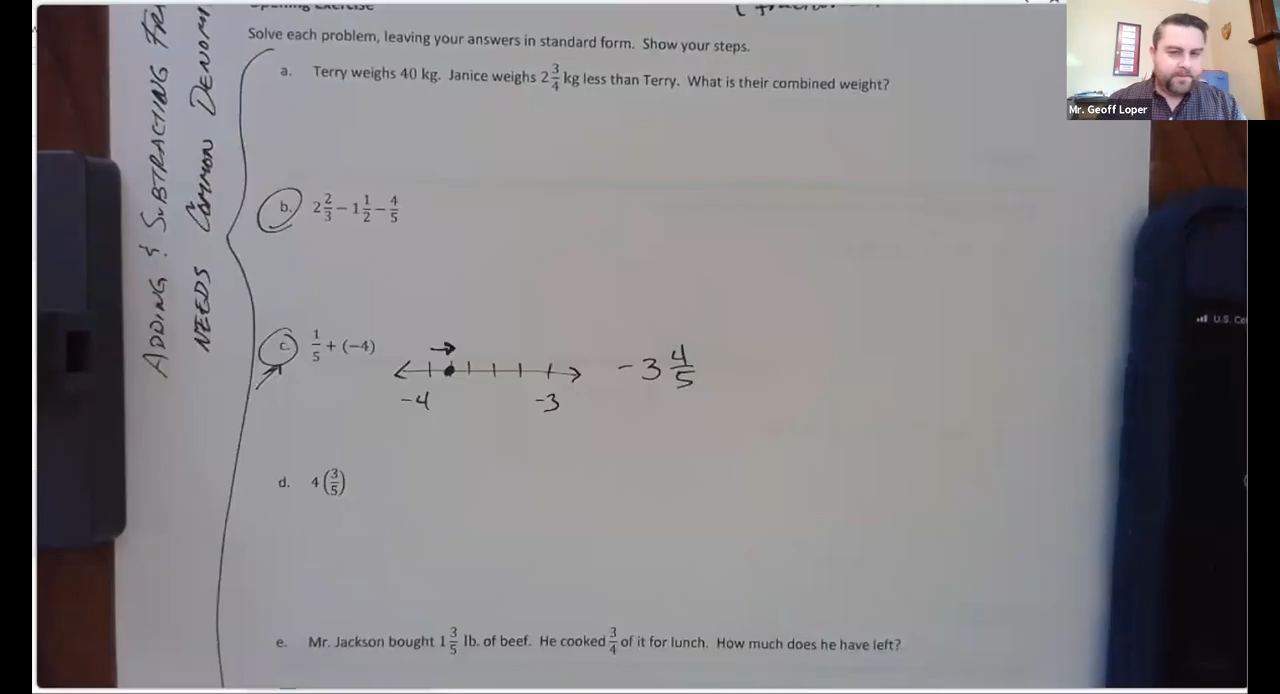 Opening Exercise
Solve each problem, leaving your answers in standard form. Show your steps.
a. Terry weighs 40 kg. Janice weighs 2 3/4 kg less than Terry. What is their combined weight?
b. 2 2/3 − 1 1/2 − 4/5
c. 1/5 + (−4)
-4 -3
-3 4/5
d. 4(3/5)
e. Mr. Jackson bought 1 3/5 lb. of beef. He cooked 3/4 of it for lunch. How much does he have left?
ADDING & SUBTRACTING
NEEDS COMMON
Mr. Geoff Loper
U.S.